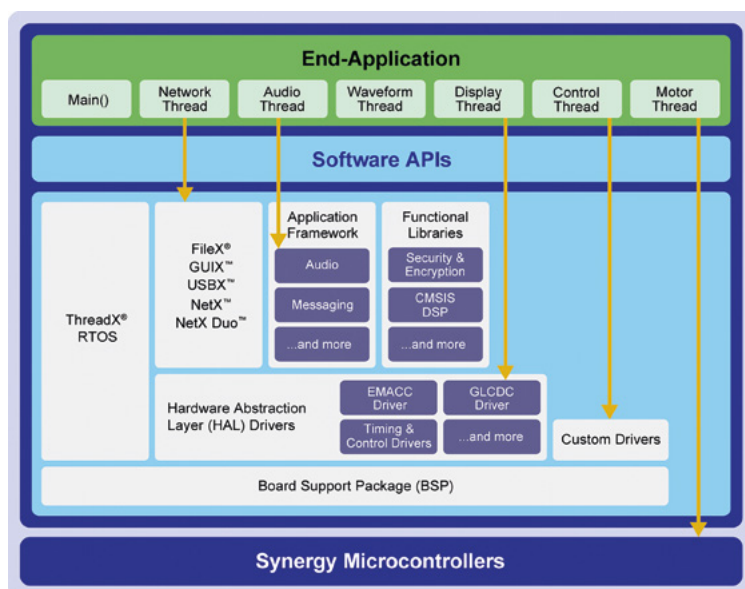 End-Application
Main()
Network
Thread
Audio
Thread
Waveform
Thread
Display
Thread
Control
Thread
Motor
Thread
Software APIs
ThreadX®
RTOS
FileX®
GUIX™
USBX™
NetX™
NetX Duo™
Application
Framework
Audio
Messaging
...and more
Functional
Libraries
Security &
Encryption
CMSIS
DSP
...and more
Hardware Abstraction
Layer (HAL) Drivers
EMACC
Driver
GLCDC
Driver
Timing &
Control Drivers
...and more
Custom Drivers
Board Support Package (BSP)
Synergy Microcontrollers